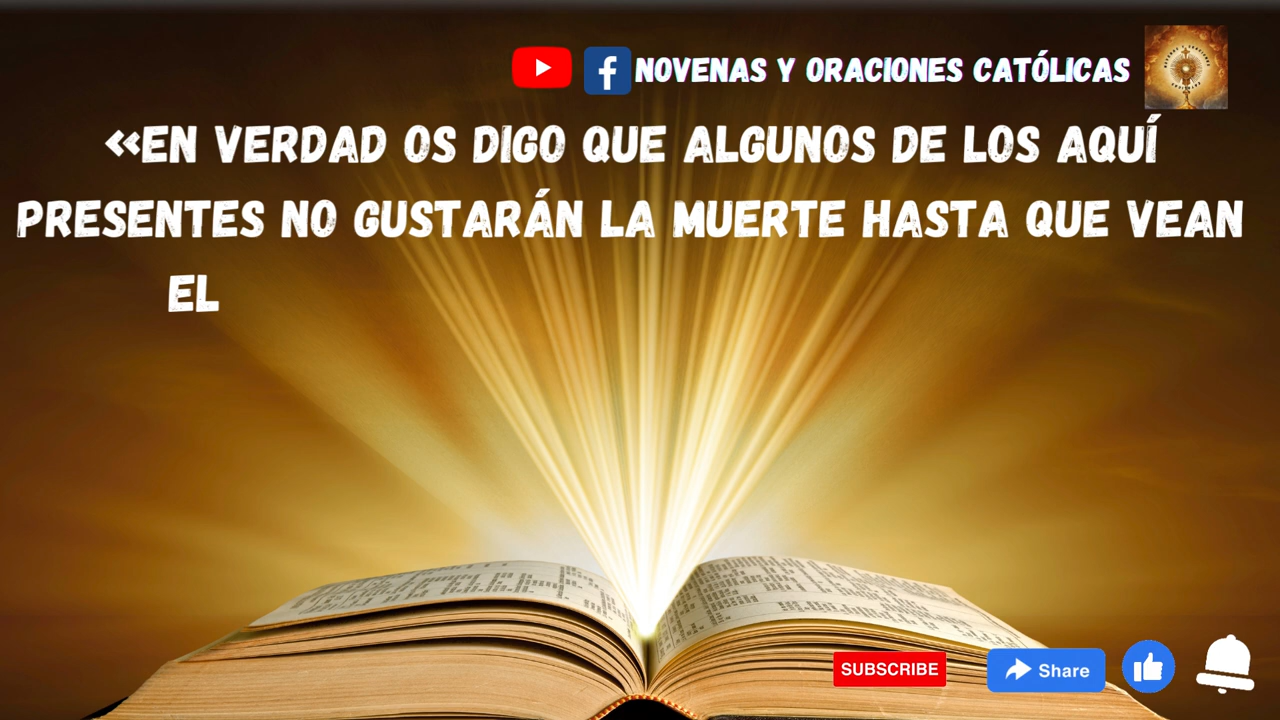 NOVENAS Y ORACIONES CATÓLICAS
«EN VERDAD OS DIGO QUE ALGUNOS DE LOS AQUÍ
PRESENTES NO GUSTARÁN LA MUERTE HASTA QUE VEAN
EL
SUBSCRIBE
Share